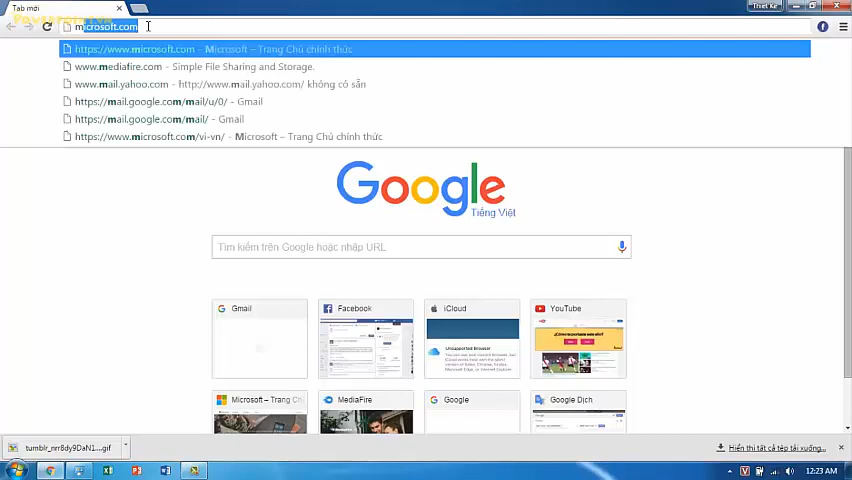 Tab mới
Thiet Ke
microsoft.com
https://www.microsoft.com - Microsoft – Trang Chủ chính thức
www.mediafire.com - Simple File Sharing and Storage.
www.mail.yahoo.com - http://www.mail.yahoo.com/ không có sẵn
https://mail.google.com/mail/u/0/ - Gmail
https://mail.google.com/mail/ - Gmail
https://www.microsoft.com/vi-vn/ - Microsoft – Trang Chủ chính thức
Google
Tiếng Việt
Tìm kiếm trên Google hoặc nhập URL
Gmail
Facebook
iCloud
YouTube
Unsupported Browser
Microsoft – Trang Ch
MediaFire
Google
Google Dịch
tumblr_nrr8dy9DaN1....gif
Hiển thị tất cả tệp tải xuống...
12:23 AM